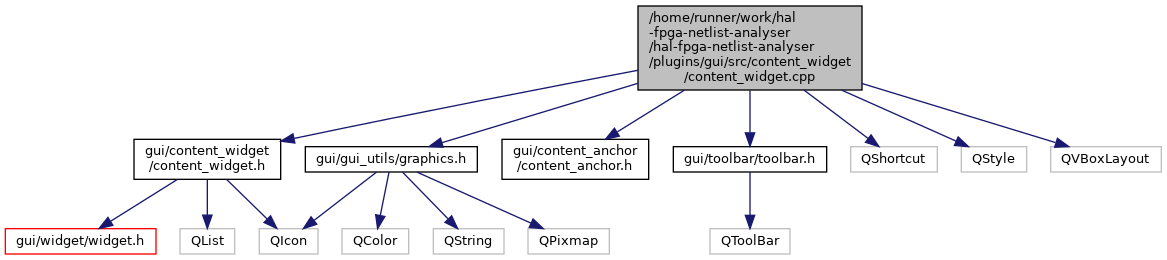 /home/runner/work/hal
-fpga-netlist-analyser
/hal-fpga-netlist-analyser
/plugins/gui/src/content_widget
/content_widget.cpp
gui/content_widget
/content_widget.h
gui/gui_utils/graphics.h
gui/content_anchor
/content_anchor.h
gui/toolbar/toolbar.h
QShortcut
QStyle
QVBoxLayout
gui/widget/widget.h
QList
QIcon
QColor
QString
QPixmap
QToolBar